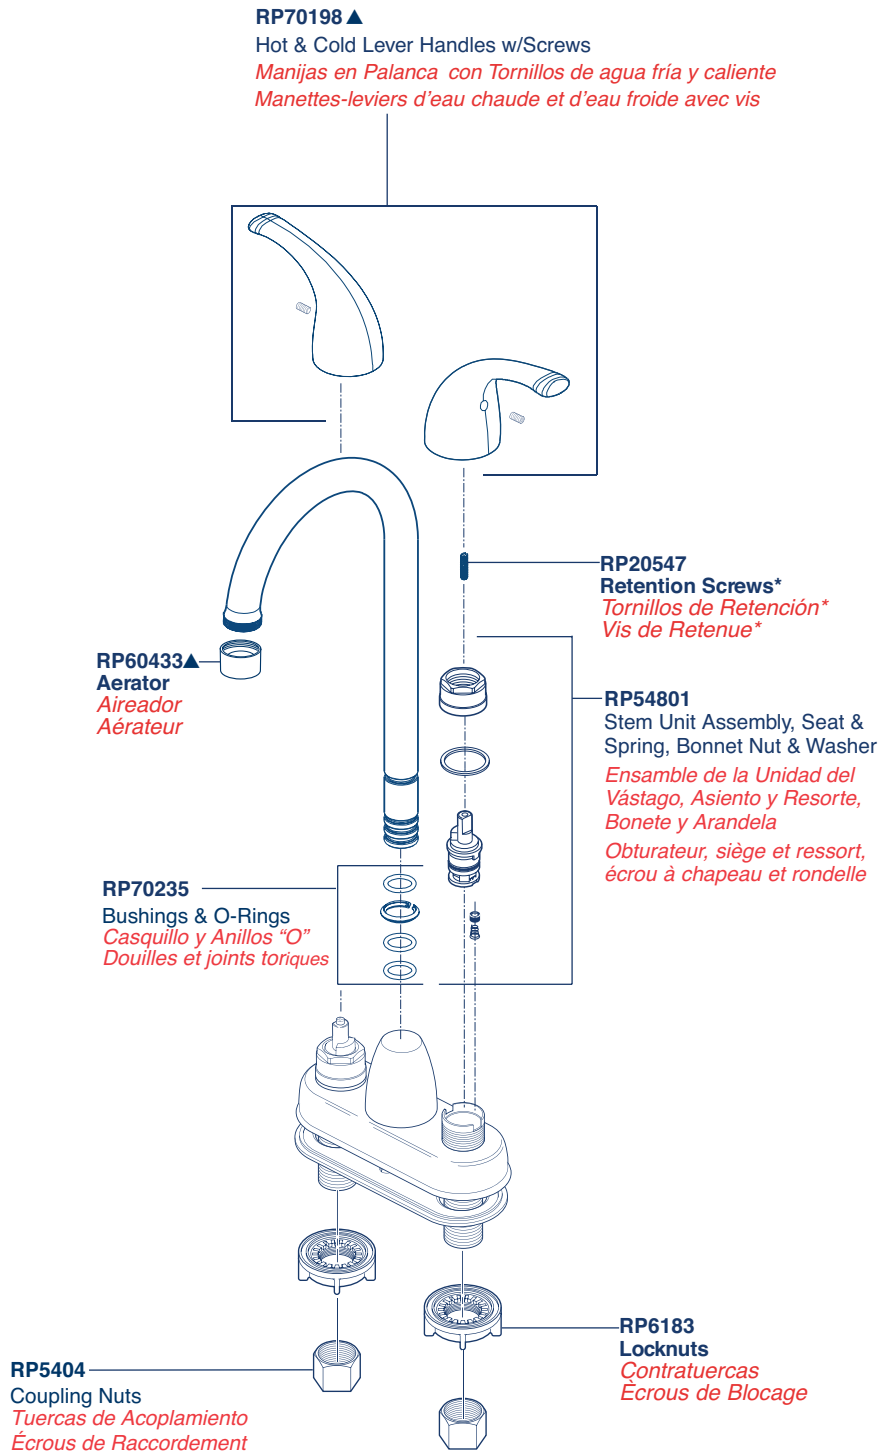 RP70198▲
Hot & Cold Lever Handles w/Screws
Manijas en Palanca con Tornillos de agua fría y caliente
Manettes-leviers d’eau chaude et d’eau froide avec vis
RP20547
Retention Screws*
Tornillos de Retención*
Vis de Retenue*
RP60433▲
Aerator
Aireador
Aérateur
RP54801
Stem Unit Assembly, Seat &
Spring, Bonnet Nut & Washer
Ensamble de la Unidad del
Vástago, Asiento y Resorte,
Bonete y Arandela
Obturateur, siège et ressort,
écrou à chapeau et rondelle
RP70235
Bushings & O-Rings
Casquillo y Anillos “O”
Douilles et joints toriques
RP6183
Locknuts
Contratuercas
Ècrous de Blocage
RP5404
Coupling Nuts
Tuercas de Acoplamiento
Écrous de Raccordement